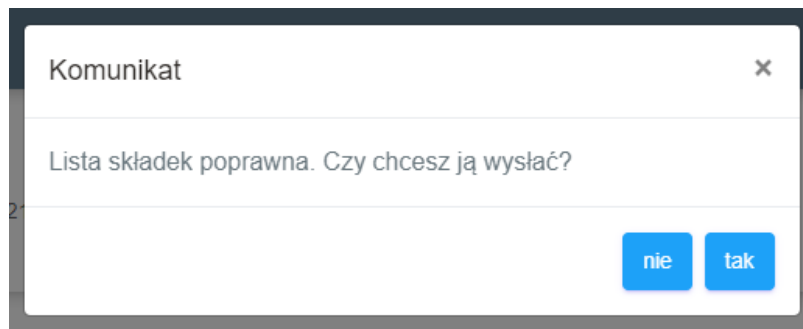 Komunikat ×
Lista składek poprawna. Czy chcesz ją wysłać?
nie tak